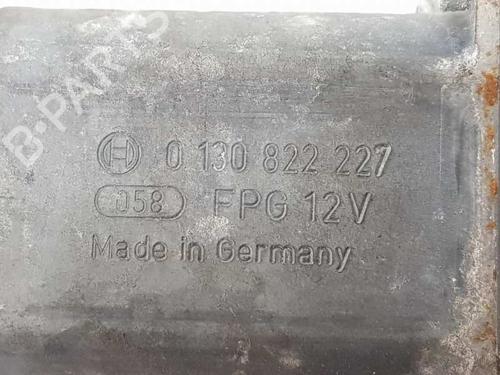 B-PARTS
0 130 822 227
058 FPG 12V
Made in Germany